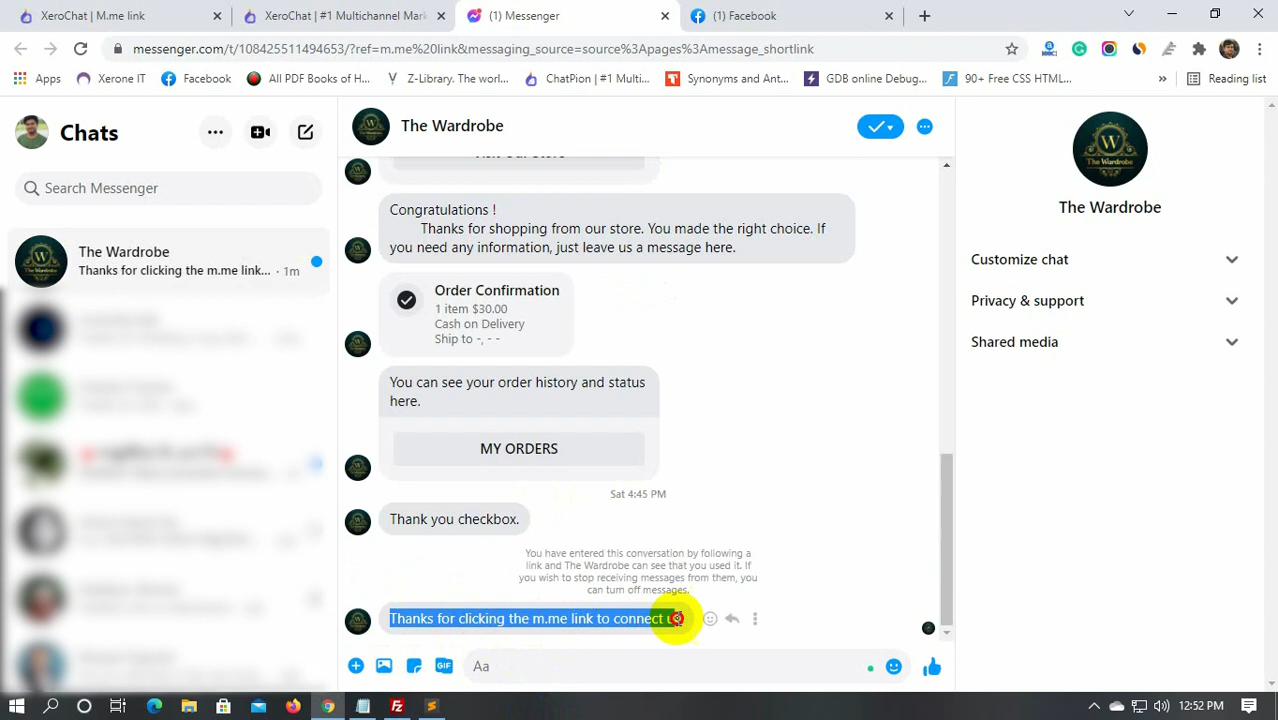 XeroChat | M.me link
XeroChat | #1 Multichannel Mark
(1) Messenger
(1) Facebook
messenger.com/t/108425511494653/?ref=m.me%20link&messaging_source=source%3Apages%3Amessage_shortlink
Apps
Xerone IT
Facebook
All PDF Books of H...
Z-Library. The worl...
ChatPion | #1 Multi...
Synonyms and Ant...
GDB online Debug...
90+ Free CSS HTML...
Reading list
Chats
Search Messenger
The Wardrobe
Thanks for clicking the m.me link... · 1m
The Wardrobe
Congratulations !
Thanks for shopping from our store. You made the right choice. If
you need any information, just leave us a message here.
Order Confirmation
1 item $30.00
Cash on Delivery
Ship to -, - -
You can see your order history and status
here.
MY ORDERS
Sat 4:45 PM
Thank you checkbox.
You have entered this conversation by following a
link and The Wardrobe can see that you used it. If
you wish to stop receiving messages from them, you
can turn off messages.
Thanks for clicking the m.me link to connect
Aa
GIF
W
The Wardrobe
The Wardrobe
Customize chat
Privacy & support
Shared media
12:52 PM